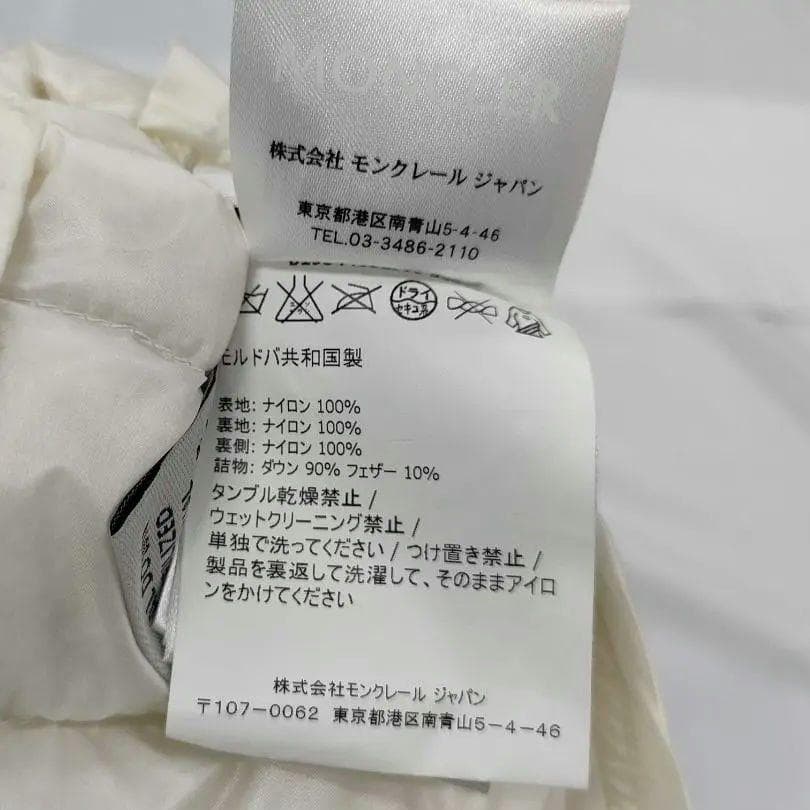 MONCLER
株式会社 モンクレール ジャパン
東京都港区南青山5-4-46
TEL.03-3486-2110
ドライ
セキユ系
モルドバ共和国製
表地: ナイロン 100%
裏地: ナイロン 100%
裏側: ナイロン 100%
詰物: ダウン 90% フェザー 10%
タンブル乾燥禁止 /
ウェットクリーニング禁止 /
単独で洗ってください / つけ置き禁止 /
製品を裏返して洗濯して、そのままアイロ
ンをかけてください
株式会社モンクレール ジャパン
〒107-0062 東京都港区南青山5-4-46